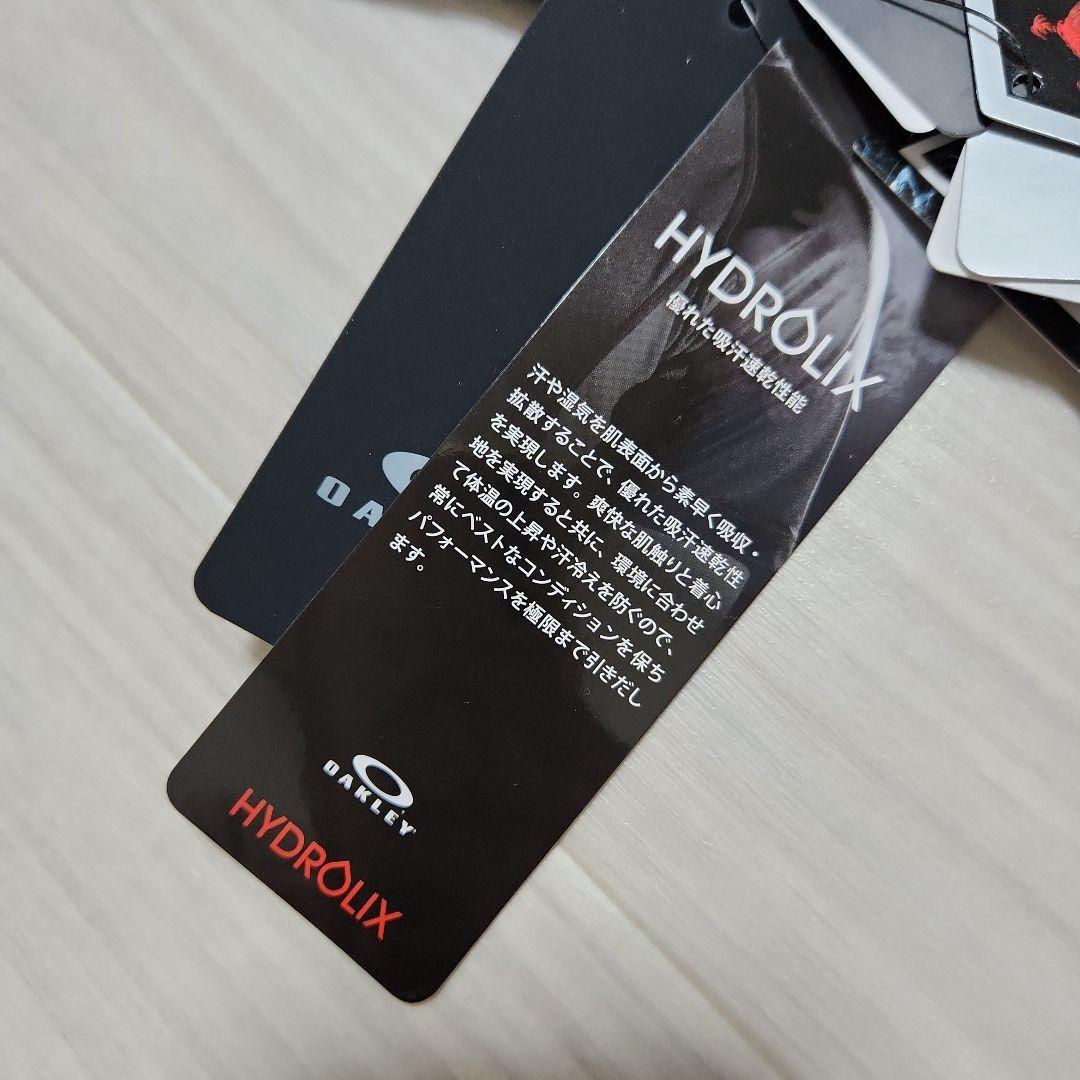 HYDROLIX
優れた吸汗速乾性能
汗や湿気を肌表面から素早く吸収・
拡散することで、優れた吸汗速乾性
を実現します。爽快な肌触りと着心
地を実現すると共に、環境に合わせ
て体温の上昇や汗冷えを防ぐので、
常にベストなコンディションを保ち
パフォーマンスを極限まで引きだし
ます。
OAKLEY
HYDROLIX
OA